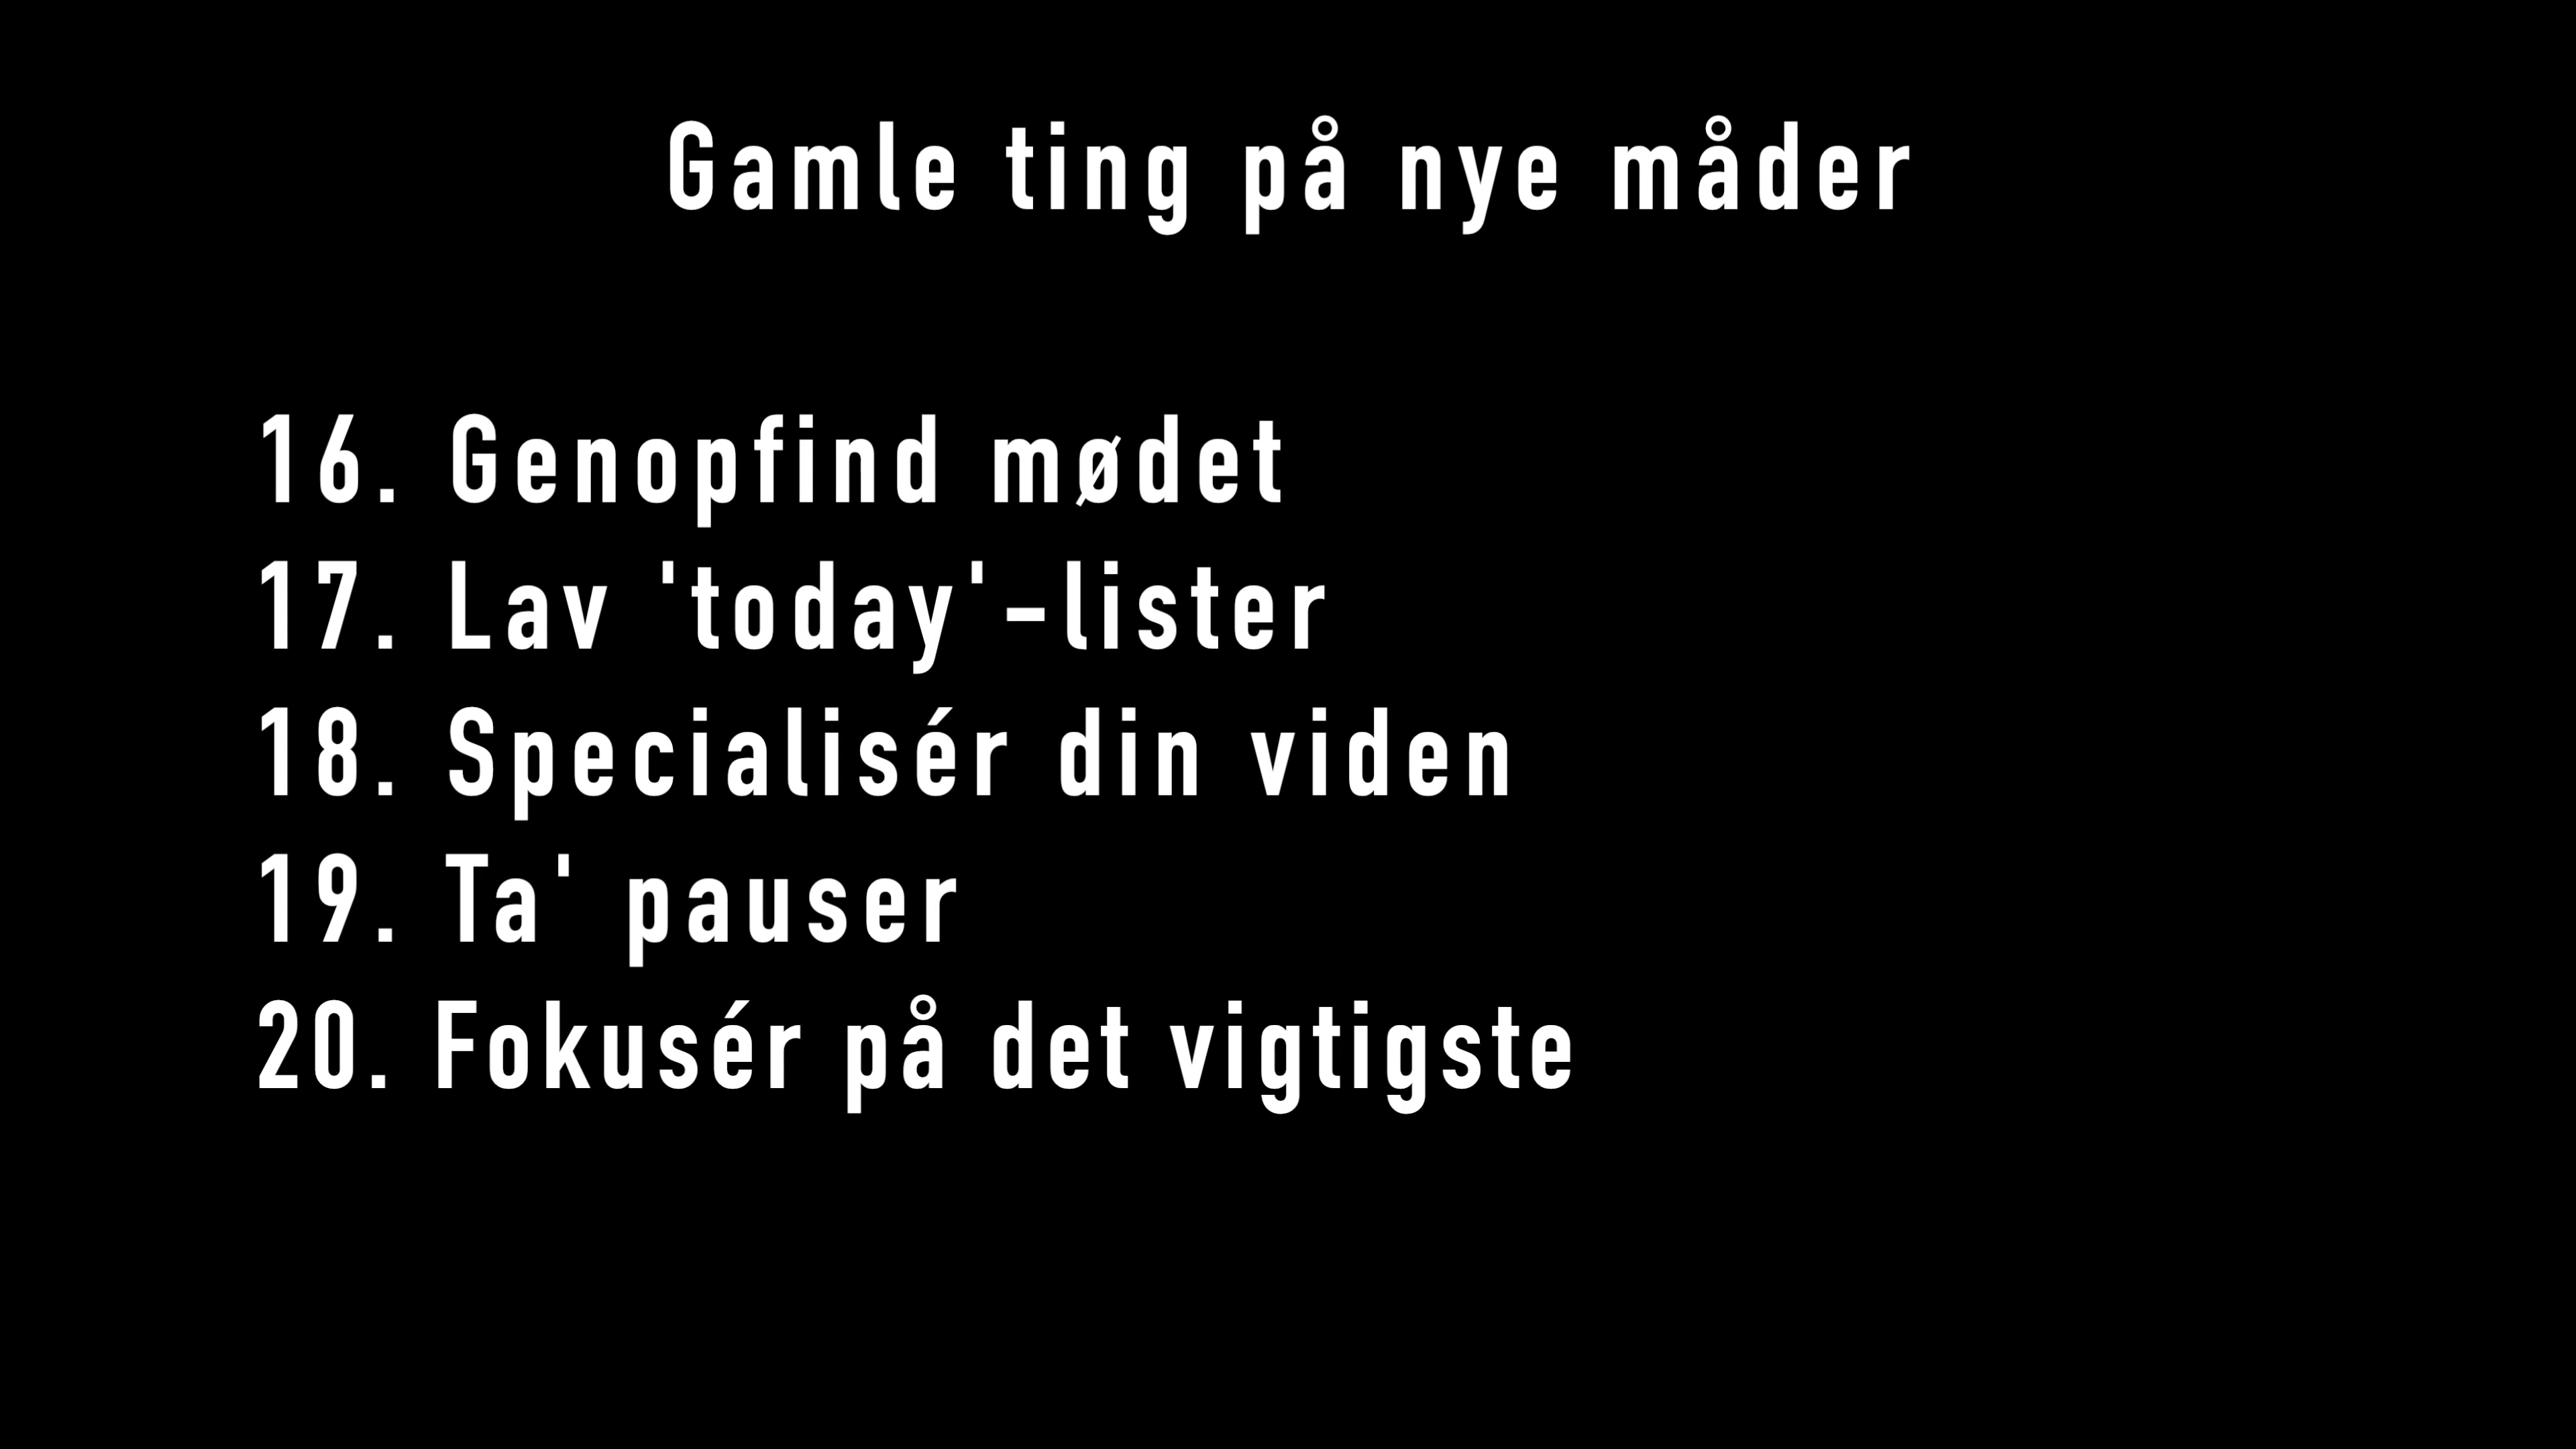 Gamle ting på nye måder
16. Genopfind mødet
17. Lav 'today'-lister
18. Specialisér din viden
19. Ta' pauser
20. Fokusér på det vigtigste